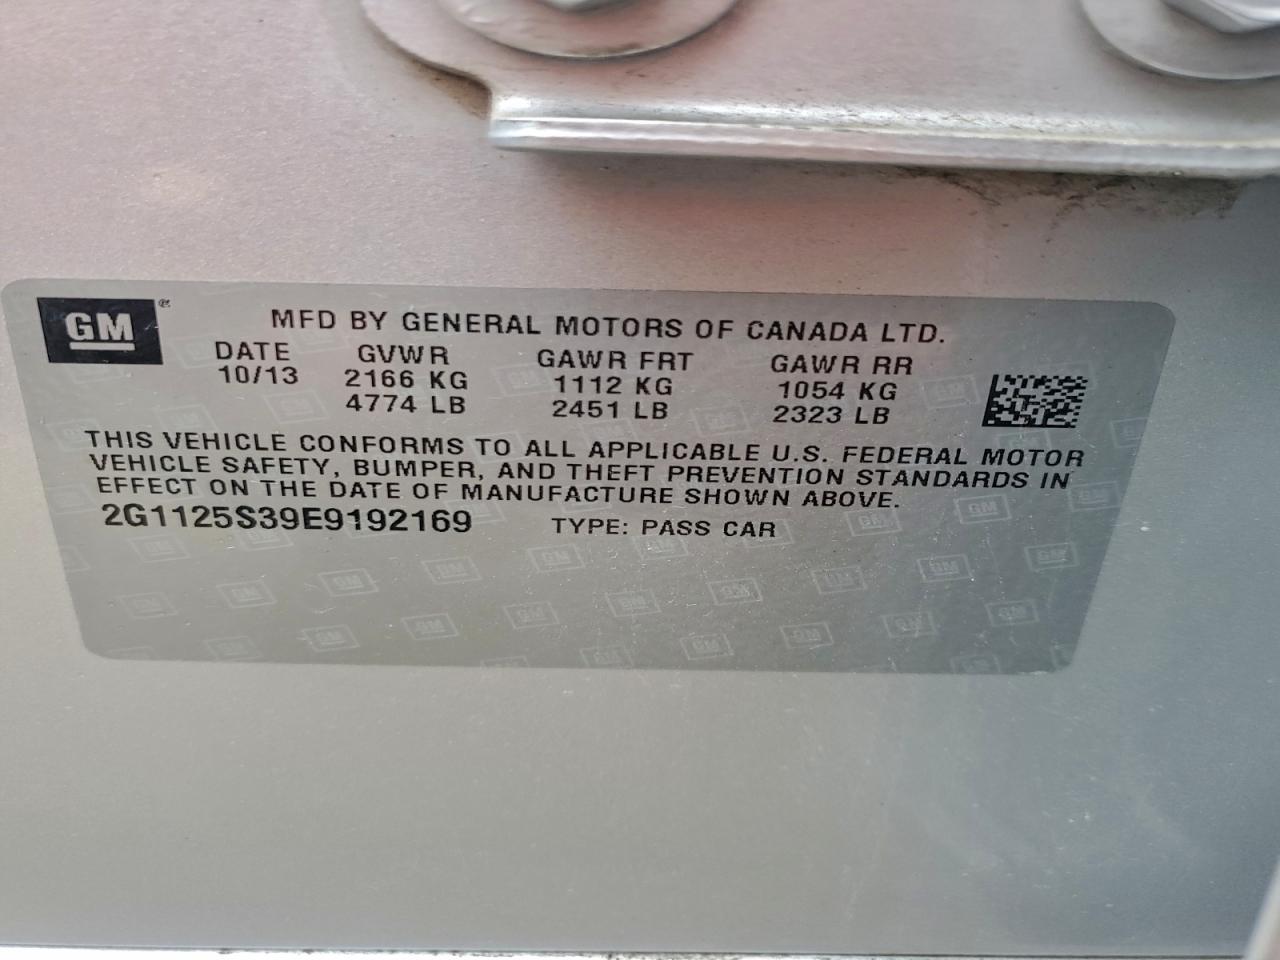 GM®
MFD BY GENERAL MOTORS OF CANADA LTD.
DATE GVWR GAWR FRT GAWR RR
10/13 2166 KG 1112 KG 1054 KG
4774 LB 2451 LB 2323 LB
THIS VEHICLE CONFORMS TO ALL APPLICABLE U.S. FEDERAL MOTOR
VEHICLE SAFETY, BUMPER, AND THEFT PREVENTION STANDARDS IN
EFFECT ON THE DATE OF MANUFACTURE SHOWN ABOVE.
2G1125S39E9192169 TYPE: PASS CAR